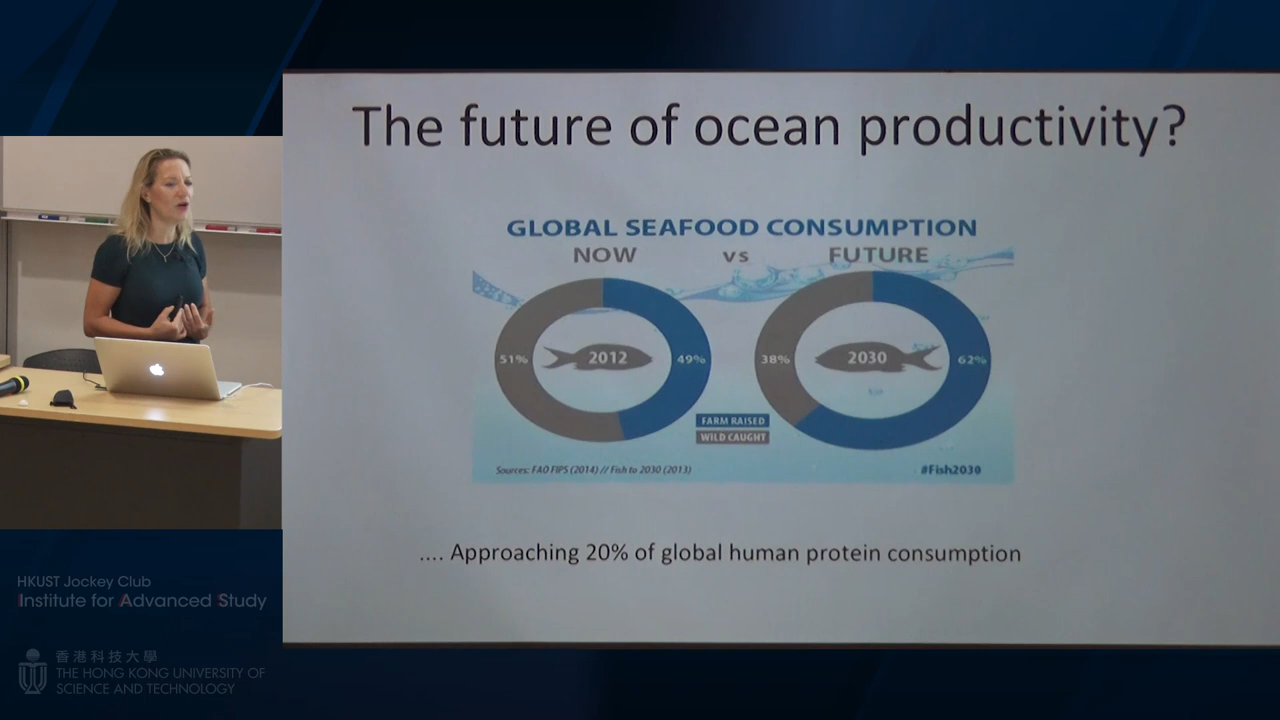 The future of ocean productivity?
GLOBAL SEAFOOD CONSUMPTION
NOW vs FUTURE
51% 2012 49%
38% 2030 62%
FARM RAISED
WILD CAUGHT
Sources: FAO FIPS (2014) // Fish to 2030 (2013)
#Fish2030
.... Approaching 20% of global human protein consumption
HKUST Jockey Club
Institute for Advanced Study
香港科技大學
THE HONG KONG UNIVERSITY OF
SCIENCE AND TECHNOLOGY